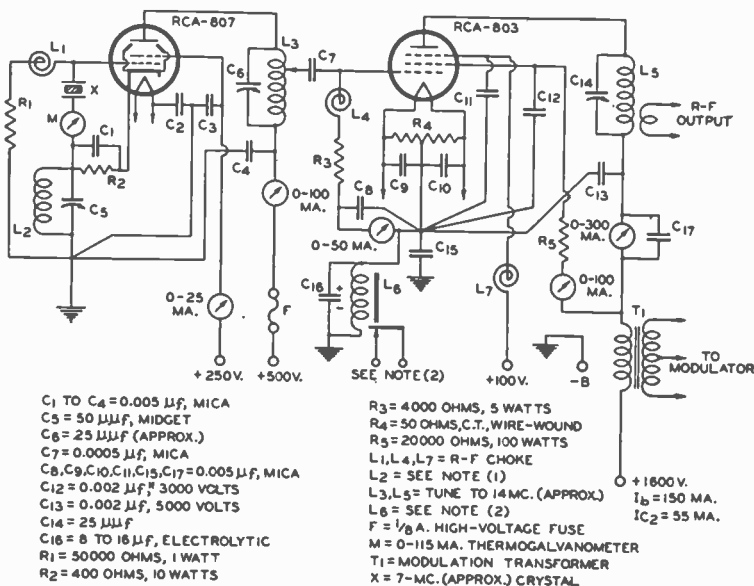 RCA-807
RCA-803
L1
L3
C7
C6
X
M
C1
C2
C3
R1
R2
C4
C5
L2
0-100
MA.
0-25
MA.
F
+250V.
+500V.
L4
R3
C8
0-50 MA.
R4
C9
C10
C11
C12
C15
C16
+
-
L6
SEE NOTE (2)
L7
+100V.
C14
L5
R-F
OUTPUT
C13
0-300
MA.
C17
R5
0-100
MA.
-B
T1
TO
MODULATOR
+1600V.
Ib=150 MA.
IC2=55 MA.
C1 TO C4=0.005 µf, MICA
C5=50 µµf, MIDGET
C6=25 µµf (APPROX.)
C7=0.0005 µf, MICA
C8,C9,C10,C11,C15,C17=0.005 µf, MICA
C12=0.002 µf," 3000 VOLTS
C13=0.002 µf, 5000 VOLTS
C14=25 µµf
C16=8 TO 16 µf, ELECTROLYTIC
R1=50000 OHMS, 1 WATT
R2=400 OHMS, 10 WATTS
R3=4000 OHMS, 5 WATTS
R4=50 OHMS, C.T., WIRE-WOUND
R5=20000 OHMS, 100 WATTS
L1,L4,L7=R-F CHOKE
L2=SEE NOTE (1)
L3,L5=TUNE TO 14 MC. (APPROX.)
L6=SEE NOTE (2)
F=1/8 A. HIGH-VOLTAGE FUSE
M=0-115 MA. THERMOGALVANOMETER
T1=MODULATION TRANSFORMER
X=7-MC. (APPROX.) CRYSTAL